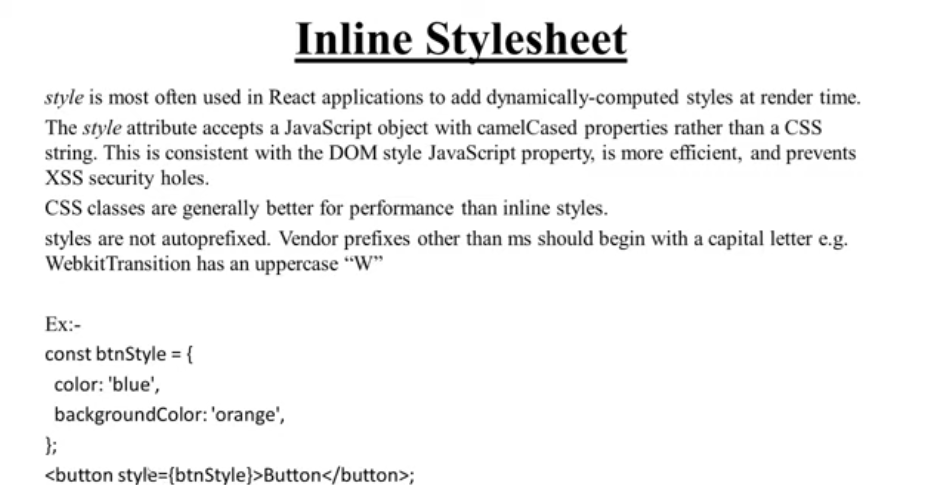 Inline Stylesheet
style is most often used in React applications to add dynamically-computed styles at render time.
The style attribute accepts a JavaScript object with camelCased properties rather than a CSS
string. This is consistent with the DOM style JavaScript property, is more efficient, and prevents
XSS security holes.
CSS classes are generally better for performance than inline styles.
styles are not autoprefixed. Vendor prefixes other than ms should begin with a capital letter e.g.
WebkitTransition has an uppercase “W”
Ex:-
const btnStyle = {
color: 'blue',
backgroundColor: 'orange',
};
<button style={btnStyle}>Button</button>;